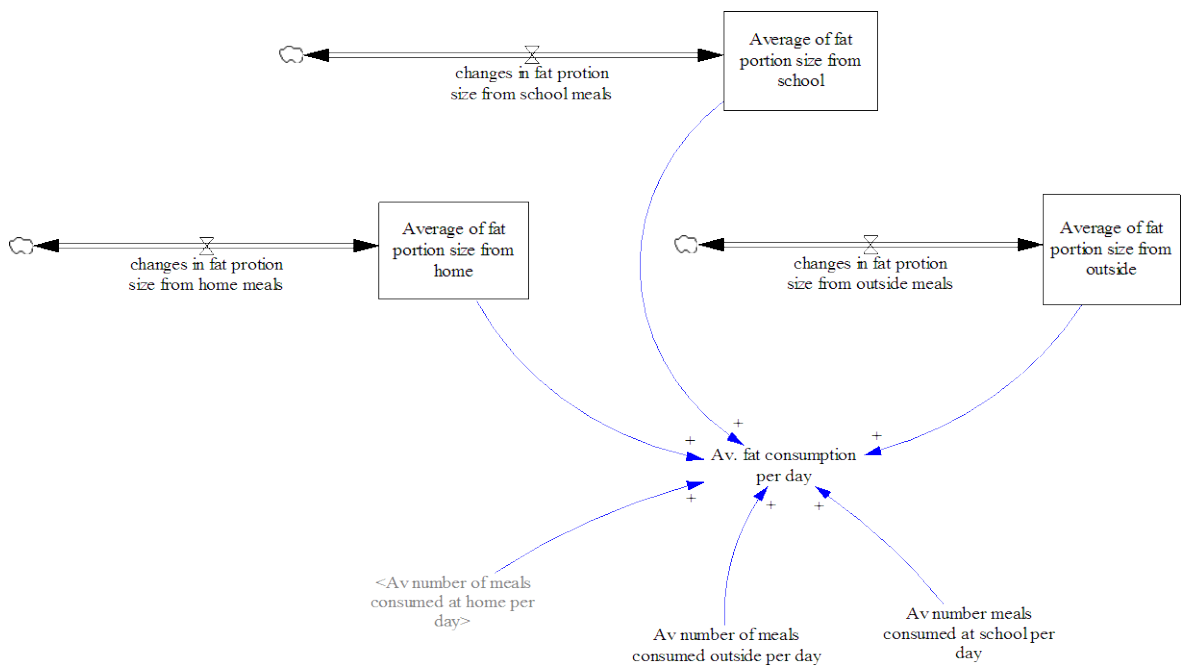 Average of fat
portion size from
school
changes in fat protion
size from school meals
Average of fat
portion size from
home
changes in fat protion
size from home meals
Average of fat
portion size from
outside
changes in fat protion
size from outside meals
+
+
+
Av. fat consumption
per day
+
+
+
<Av number of meals
consumed at home per
day>
Av number of meals
consumed outside per day
Av number meals
consumed at school per
day